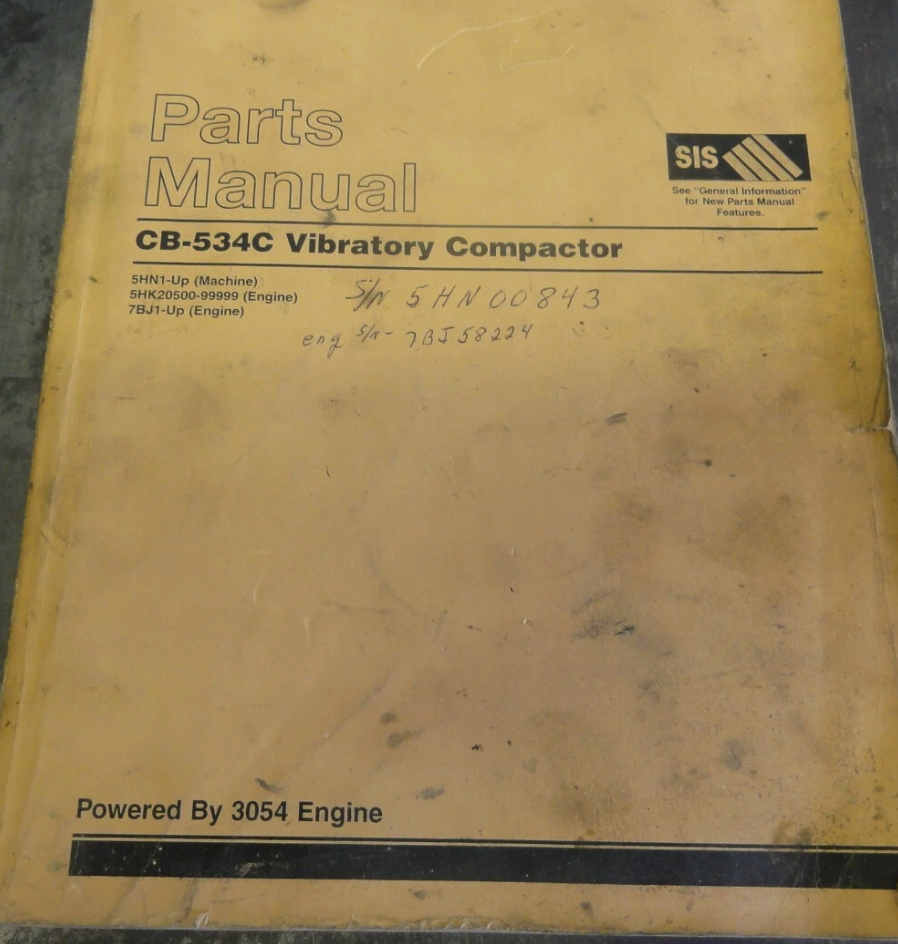 Parts
Manual
SIS
See "General Information"
for New Parts Manual
Features.
CB-534C Vibratory Compactor
5HN1-Up (Machine)
5HK20500-99999 (Engine)
7BJ1-Up (Engine)
S/N 5HN00843
eng S/n- 7BJ58224
Powered By 3054 Engine